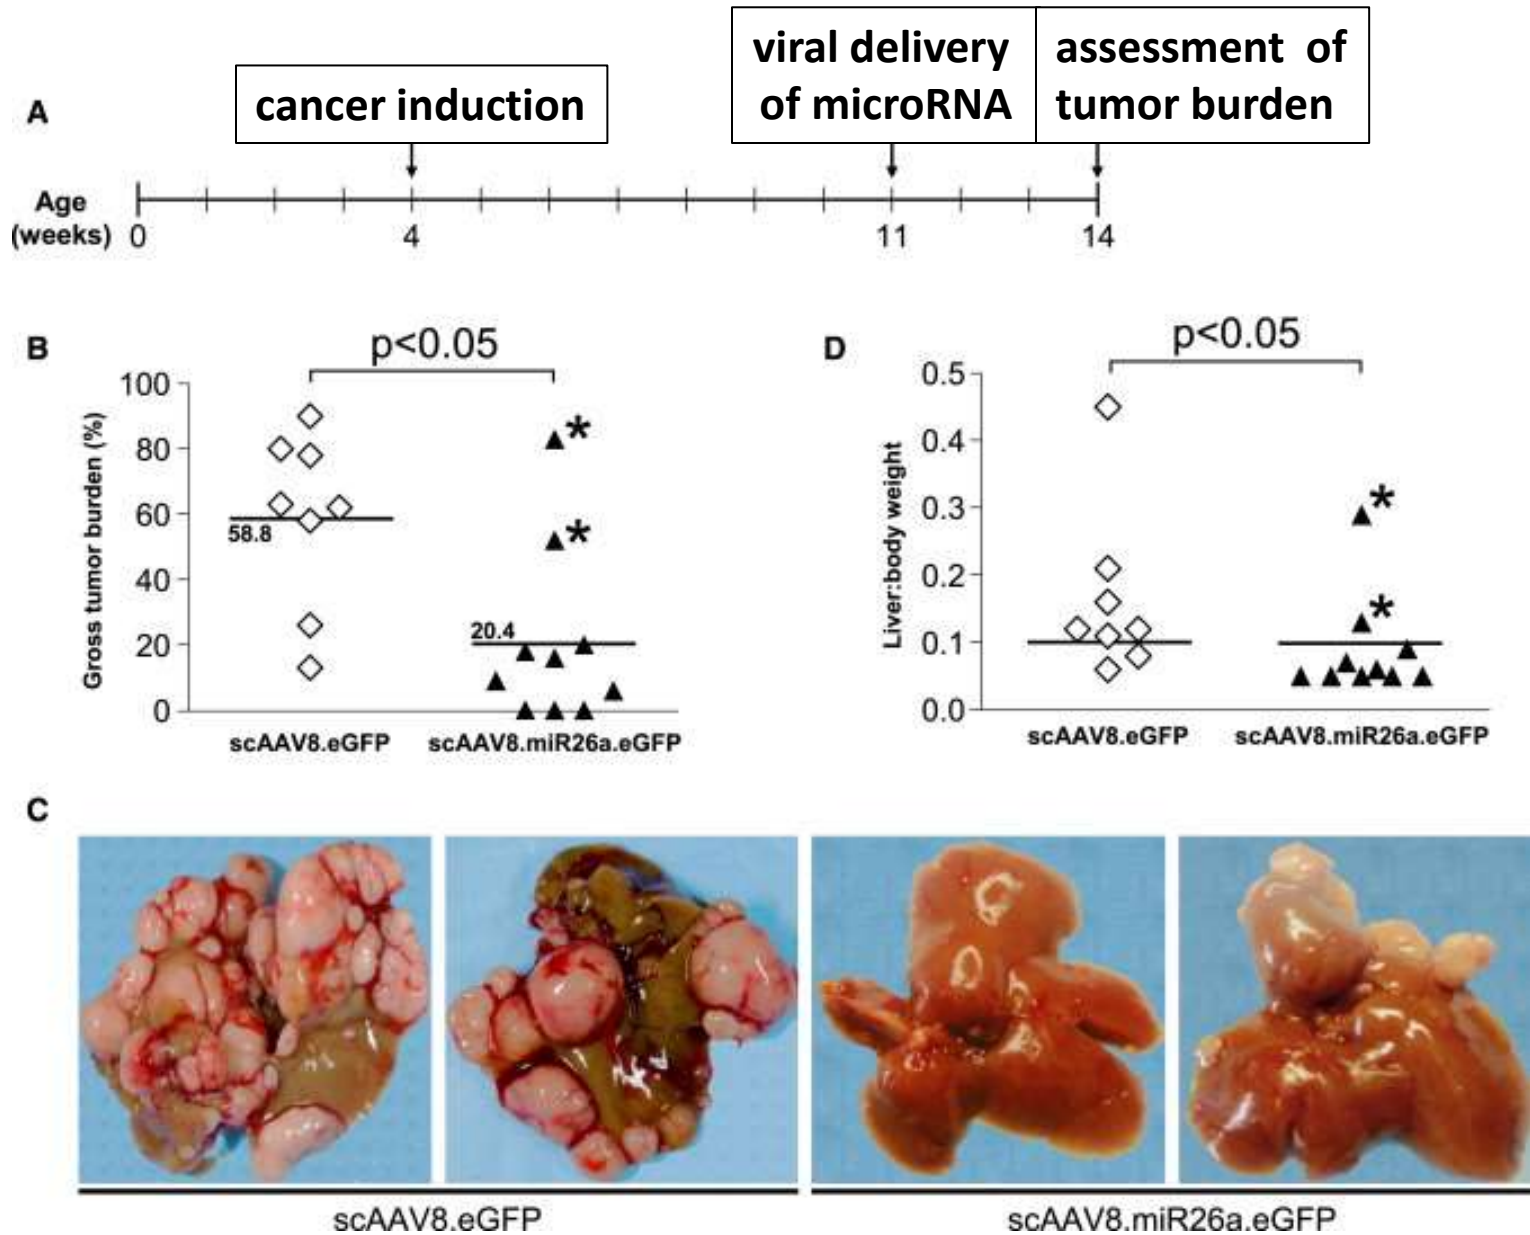 viral delivery
of microRNA
assessment of
tumor burden
cancer induction
A
Age
(weeks)
0
4
11
14
B
p<0.05
Gross tumor burden (%)
100
80
60
40
20
0
58.8
20.4
*
*
scAAV8.eGFP
scAAV8.miR26a.eGFP
D
p<0.05
Liver:body weight
0.5
0.4
0.3
0.2
0.1
0.0
*
*
scAAV8.eGFP
scAAV8.miR26a.eGFP
C
scAAV8.eGFP
scAAV8.miR26a.eGFP